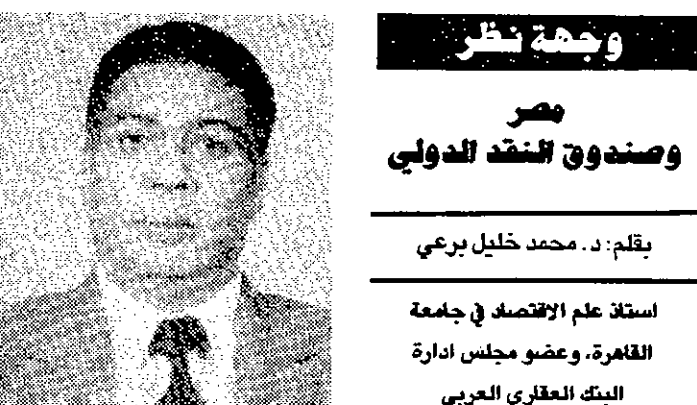 وجهة نظر
مصر
وصندوق النقد الدولي
بقلم: د. محمد خليل برعي
استاذ علم الاقتصاد في جامعة
القاهرة، وعضو مجلس ادارة
البنك العقاري العربي